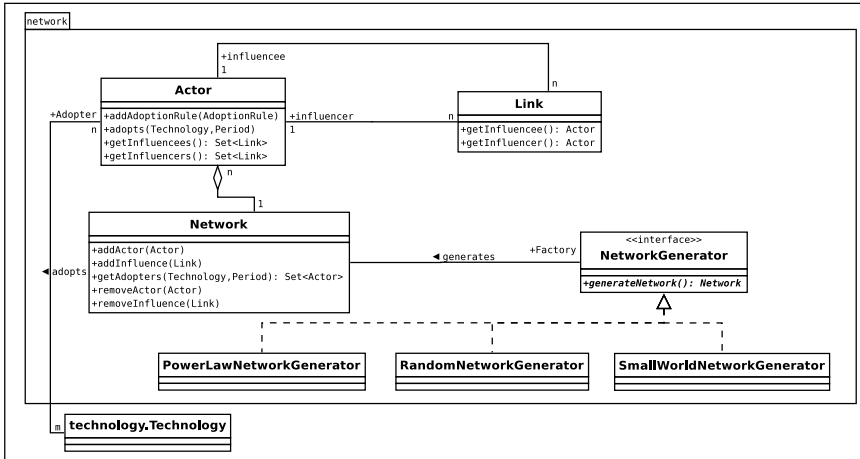 network
+influencee
1
n
Actor
+addAdoptionRule(AdoptionRule)
+adopts(Technology,Period)
+getInfluencees(): Set<Link>
+getInfluencers(): Set<Link>
+Adopter
n
+influencer
1
n
Link
+getInfluencee(): Actor
+getInfluencer(): Actor
n
1
Network
+addActor(Actor)
+addInfluence(Link)
+getAdopters(Technology,Period): Set<Actor>
+removeActor(Actor)
+removeInfluence(Link)
◄ adopts
◄ generates
+Factory
<<interface>>
NetworkGenerator
+generateNetwork(): Network
PowerLawNetworkGenerator
RandomNetworkGenerator
SmallWorldNetworkGenerator
m
technology.Technology